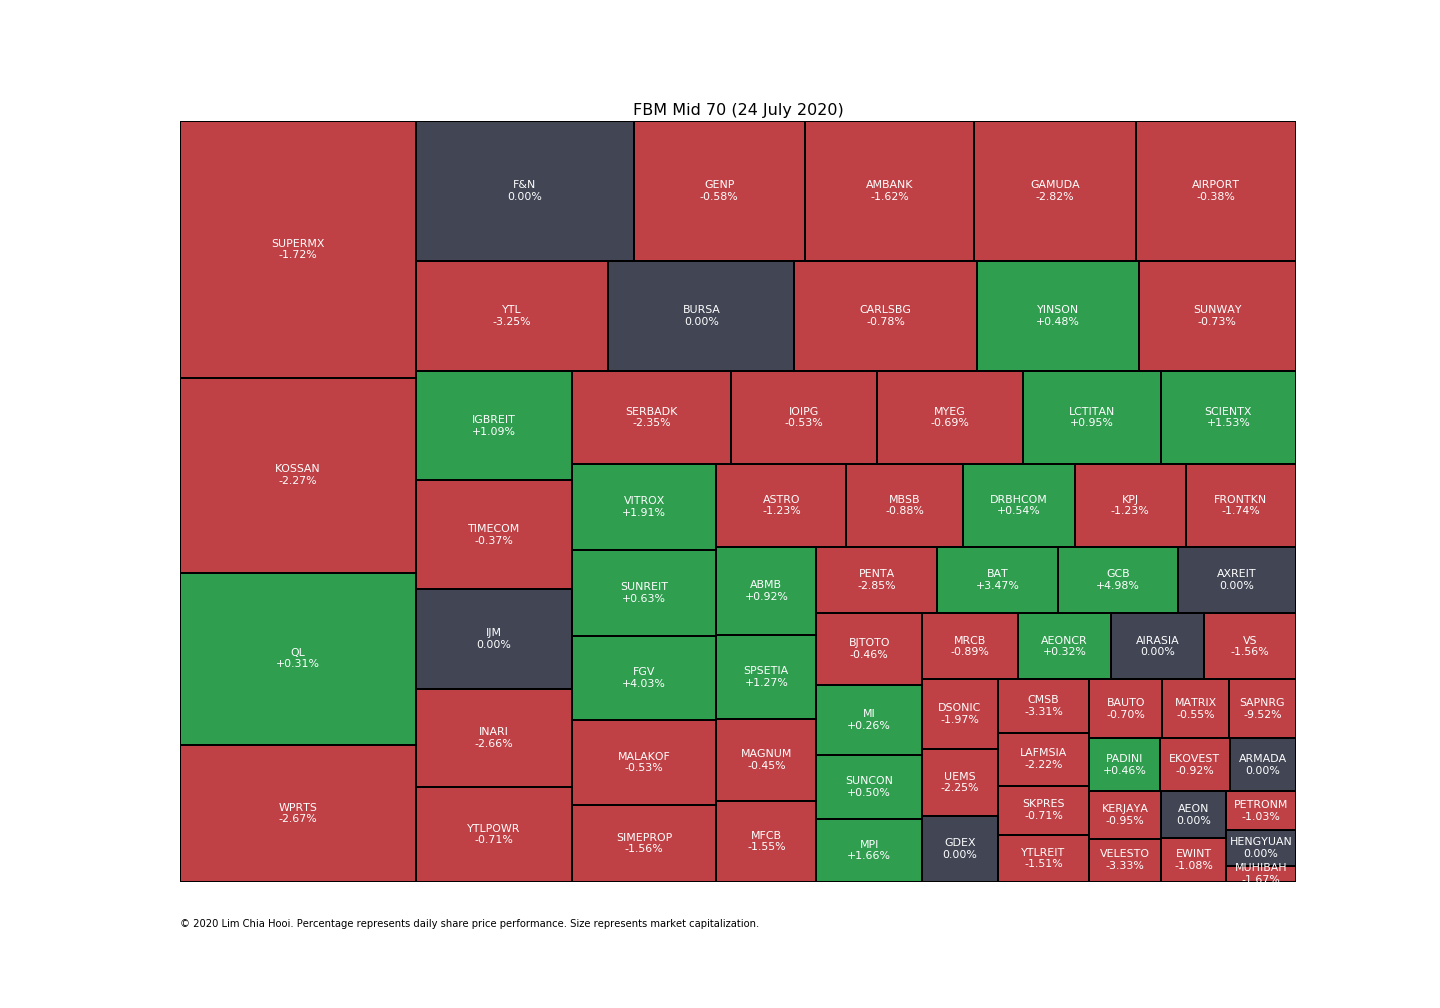 FBM Mid 70 (24 July 2020)
SUPERMX
-1.72%
KOSSAN
-2.27%
QL
+0.31%
WPRTS
-2.67%
F&N
0.00%
GENP
-0.58%
AMBANK
-1.62%
GAMUDA
-2.82%
AIRPORT
-0.38%
YTL
-3.25%
BURSA
0.00%
CARLSBG
-0.78%
YINSON
+0.48%
SUNWAY
-0.73%
IGBREIT
+1.09%
TIMECOM
-0.37%
IJM
0.00%
INARI
-2.66%
YTLPOWR
-0.71%
SERBADK
-2.35%
IOIPG
-0.53%
MYEG
-0.69%
LCTITAN
+0.95%
SCIENTX
+1.53%
VITROX
+1.91%
SUNREIT
+0.63%
FGV
+4.03%
MALAKOF
-0.53%
SIMEPROP
-1.56%
ASTRO
-1.23%
MBSB
-0.88%
DRBHCOM
+0.54%
KPJ
-1.23%
FRONTKN
-1.74%
ABMB
+0.92%
SPSETIA
+1.27%
MAGNUM
-0.45%
MFCB
-1.55%
PENTA
-2.85%
BAT
+3.47%
GCB
+4.98%
AXREIT
0.00%
BJTOTO
-0.46%
MI
+0.26%
SUNCON
+0.50%
MPI
+1.66%
MRCB
-0.89%
AEONCR
+0.32%
AIRASIA
0.00%
VS
-1.56%
DSONIC
-1.97%
UEMS
-2.25%
GDEX
0.00%
CMSB
-3.31%
LAFMSIA
-2.22%
SKPRES
-0.71%
YTLREIT
-1.51%
BAUTO
-0.70%
MATRIX
-0.55%
SAPNRG
-9.52%
PADINI
+0.46%
EKOVEST
-0.92%
ARMADA
0.00%
KERJAYA
-0.95%
VELESTO
-3.33%
AEON
0.00%
EWINT
-1.08%
PETRONM
-1.03%
HENGYUAN
0.00%
MUHIBAH
-1.67%
© 2020 Lim Chia Hooi. Percentage represents daily share price performance. Size represents market capitalization.